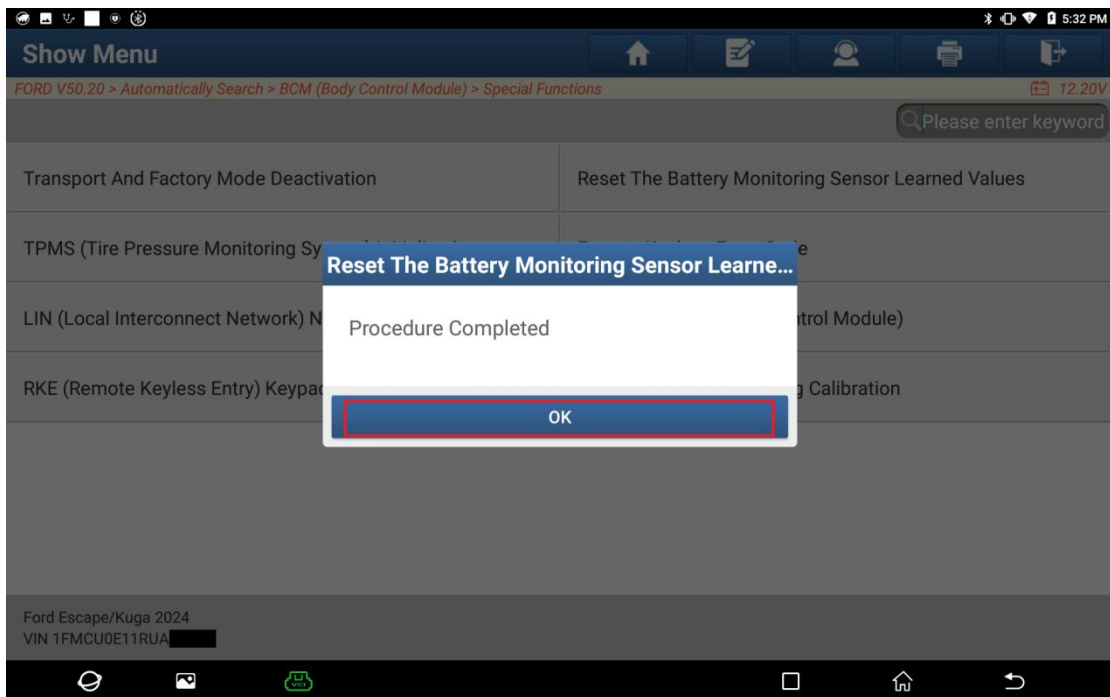 5:32 PM
Show Menu
FORD V50.20 > Automatically Search > BCM (Body Control Module) > Special Functions
12.20V
Please enter keyword
Transport And Factory Mode Deactivation
Reset The Battery Monitoring Sensor Learned Values
TPMS (Tire Pressure Monitoring
LIN (Local Interconnect Network)
Module)
RKE (Remote Keyless Entry)
Calibration
Reset The Battery Monitoring Sensor Learne...
Procedure Completed
OK
Ford Escape/Kuga 2024
VIN 1FMCU0E11RUA
VCI